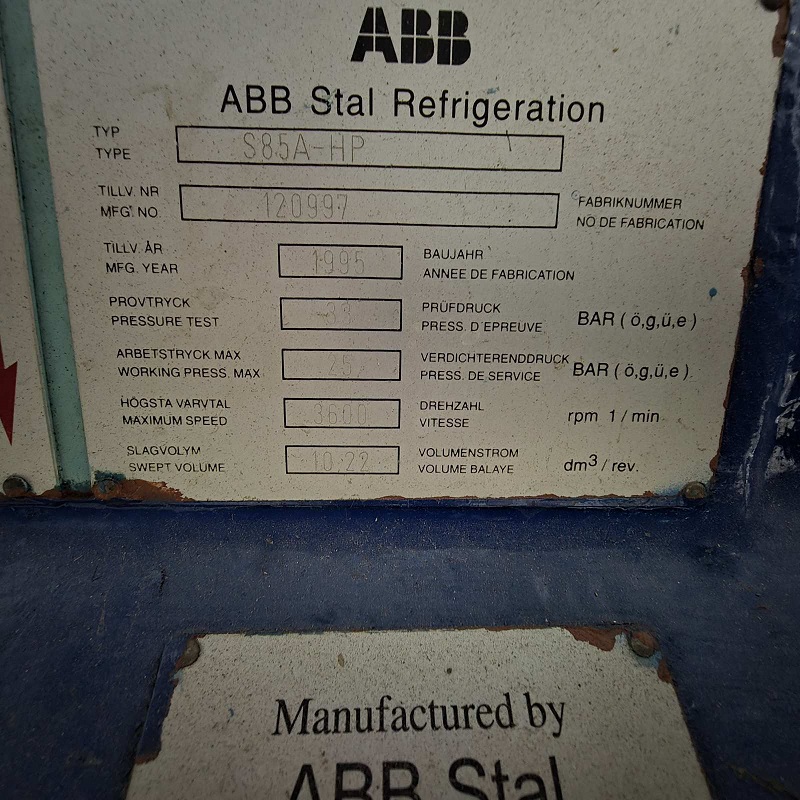 ABB
ABB Stal Refrigeration
TYP
TYPE
S85A-HP
TILLV. NR
MFG. NO
120997
FABRIKNUMMER
NO DE FABRICATION
TILLV. ÅR
MFG. YEAR
1995
BAUJAHR
ANNEE DE FABRICATION
PROVTRYCK
PRESSURE TEST
33
PRÜFDRUCK
PRESS. D'EPREUVE
BAR ( ö,g,ü,e )
ARBETSTRYCK MAX
WORKING PRESS. MAX
25
VERDICHTERENDDRUCK
PRESS. DE SERVICE
BAR ( ö,g,ü,e ).
HÖGSTA VARVTAL
MAXIMUM SPEED
3600
DREHZAHL
VITESSE
rpm 1 / min
SLAGVOLYM
SWEPT VOLUME
10,22
VOLUMENSTROM
VOLUME BALAYE
dm³ / rev.
Manufactured by
ABB Stal